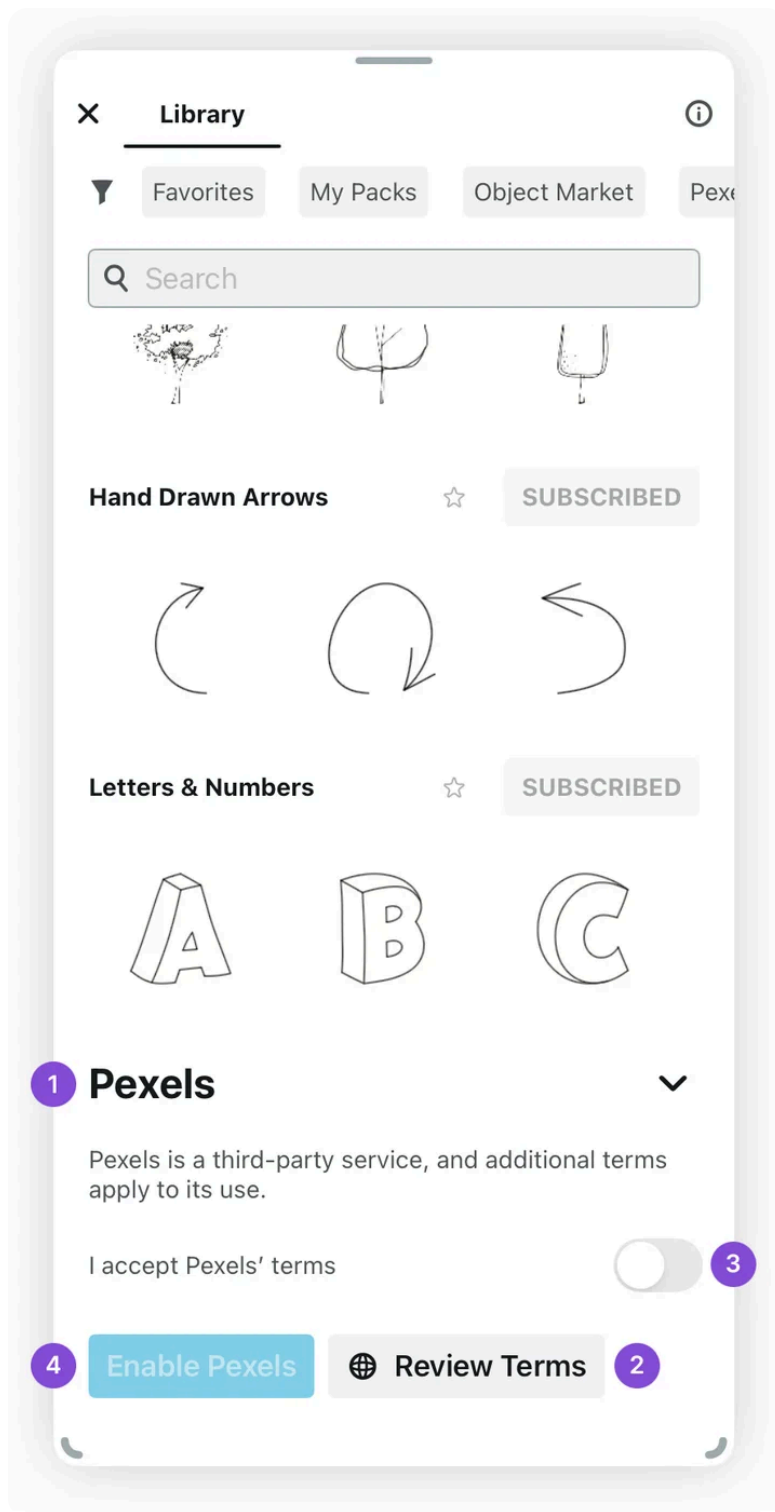 Library
Favorites
My Packs
Object Market
Pexe
Search
Hand Drawn Arrows
SUBSCRIBED
Letters & Numbers
SUBSCRIBED
A B C
1
Pexels
Pexels is a third-party service, and additional terms
apply to its use.
I accept Pexels’ terms
3
4
Enable Pexels
Review Terms
2